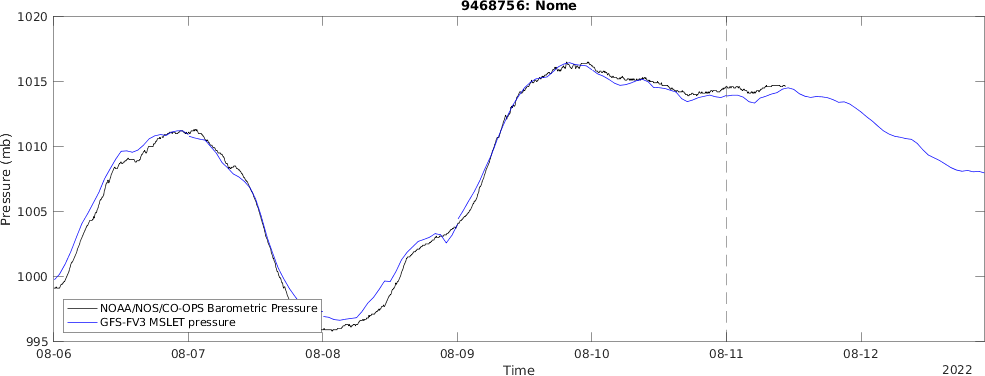 9468756: Nome
1020
1015
1010
1005
1000
995
Pressure (mb)
NOAA/NOS/CO-OPS Barometric Pressure
GFS-FV3 MSLET pressure
08-06 08-07 08-08 08-09 08-10 08-11 08-12
Time
2022